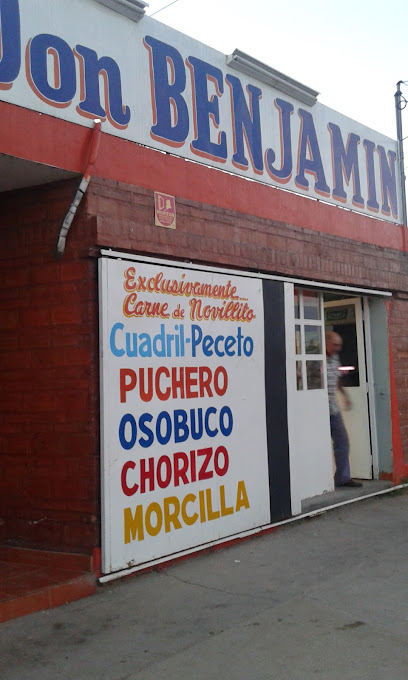 Don BENJAMIN
Exclusivamente
Carne de Novillito
Cuadril-Peceto
PUCHERO
OSOBUCO
CHORIZO
MORCILLA